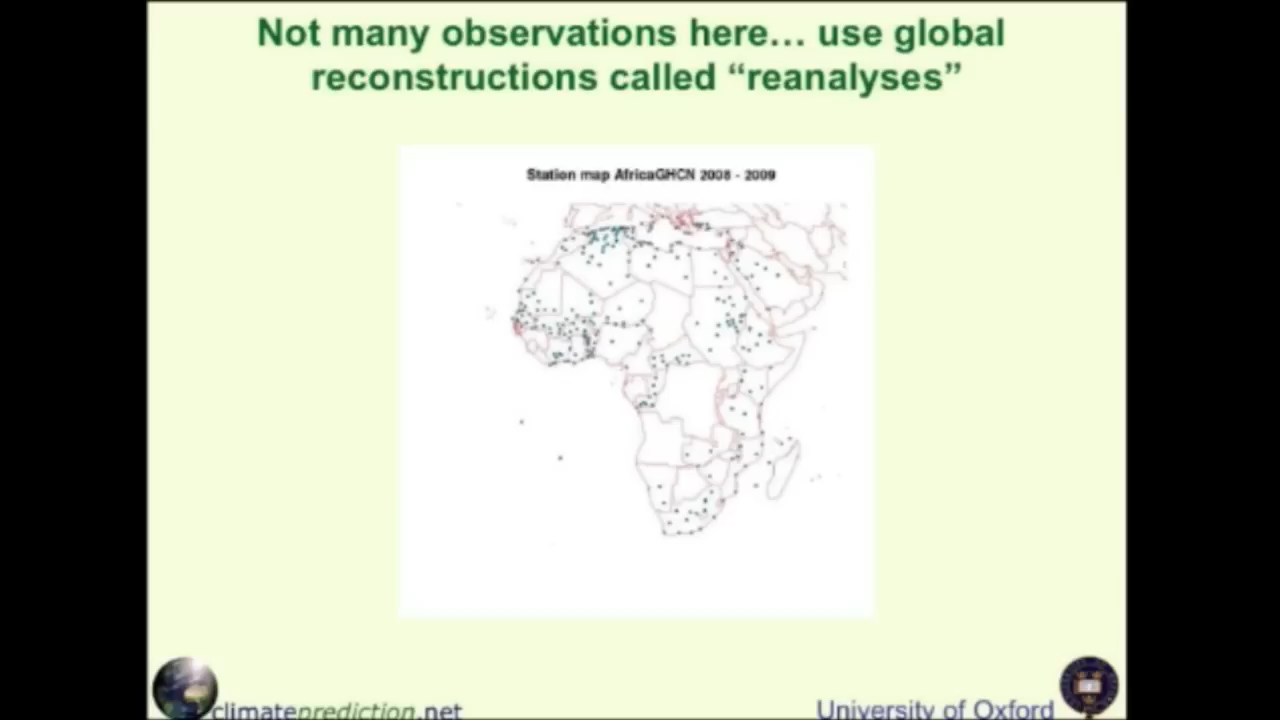 Not many observations here… use global
reconstructions called “reanalyses”
Station map AfricaGHCN 2008 - 2009
climateprediction.net
University of Oxford